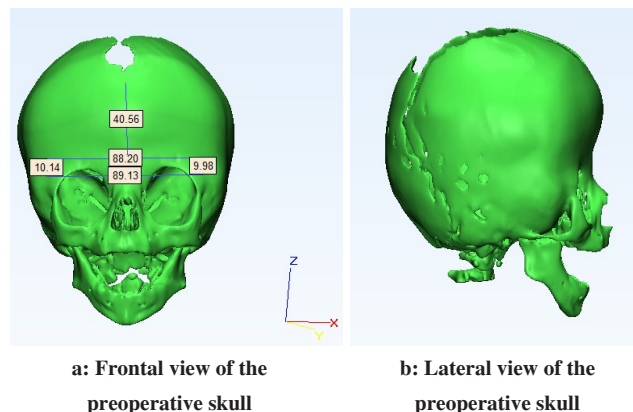 40.56
88.20
10.14
9.98
89.13
Z
X
Y
a: Frontal view of the
preoperative skull
b: Lateral view of the
preoperative skull